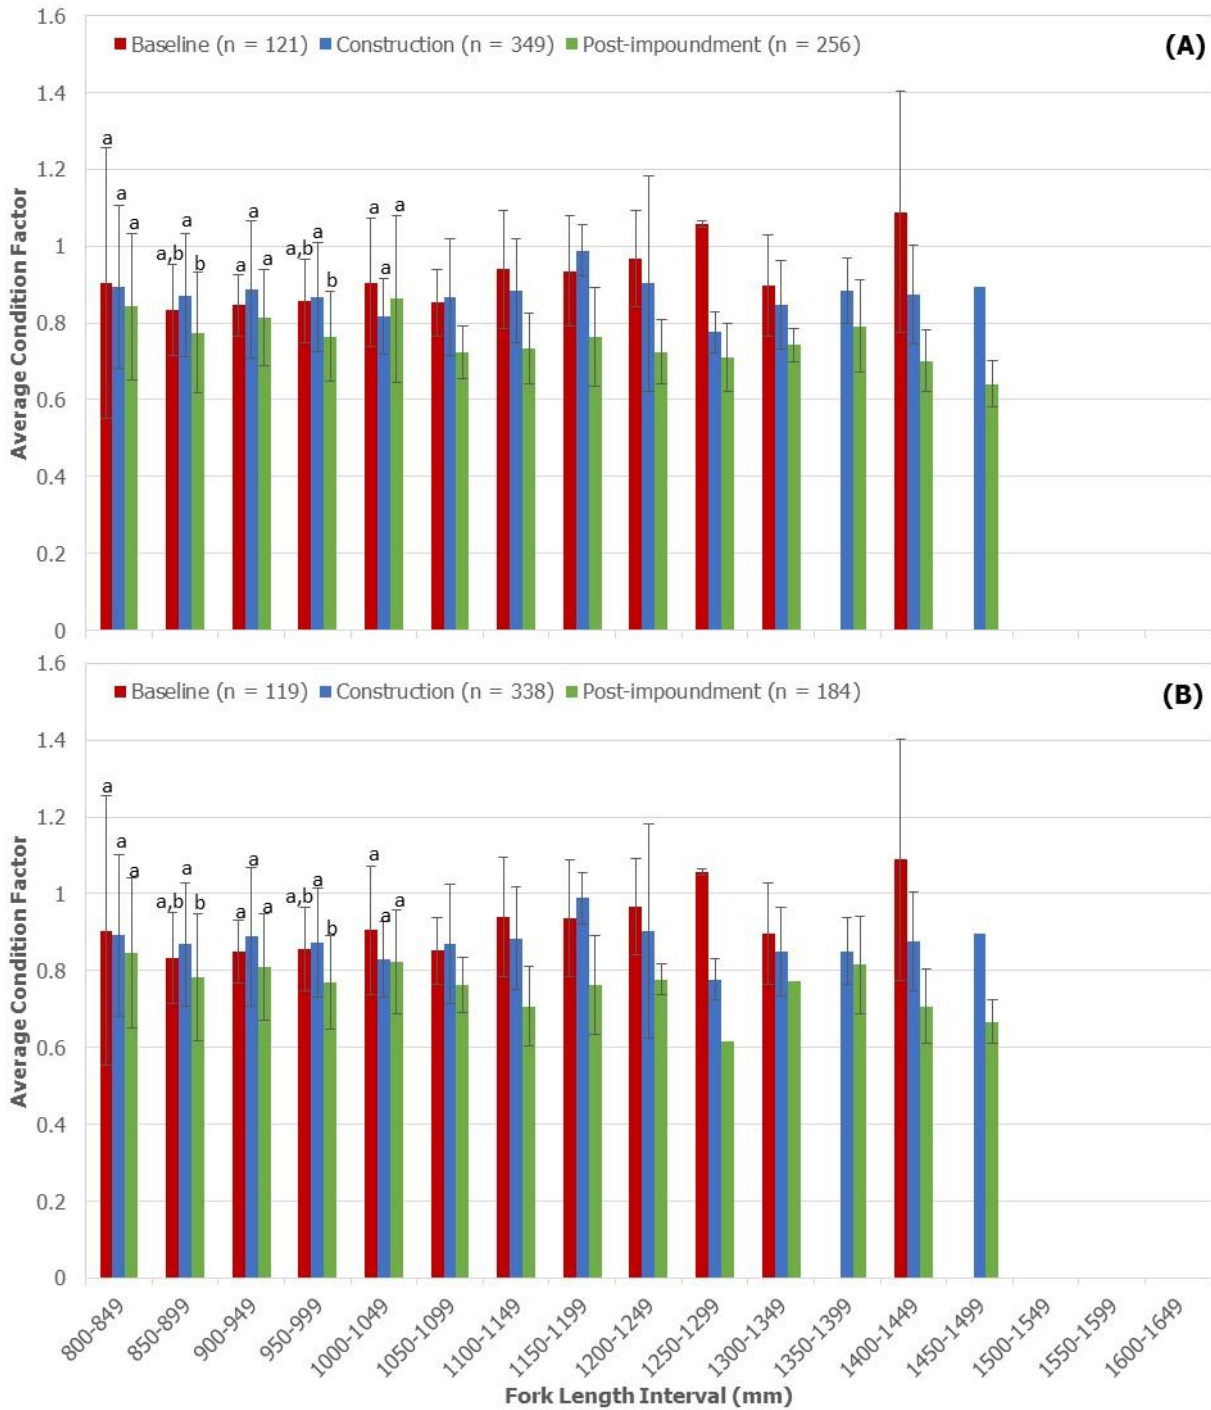 1.6
Baseline (n = 121) Construction (n = 349) Post-impoundment (n = 256) (A)
1.4
a
1.2
a a a a a a
a,b a a a,b a b a
b
1
0.8
0.6
0.4
0.2
0
Average Condition Factor
1.6
Baseline (n = 119) Construction (n = 338) Post-impoundment (n = 184) (B)
1.4
a
1.2
a a a a a a
a,b b a a a,b b a a
1
0.8
0.6
0.4
0.2
0
Average Condition Factor
800-849 850-899 900-949 950-999 1000-1049 1050-1099 1100-1149 1150-1199 1200-1249 1250-1299 1300-1349 1350-1399 1400-1449 1450-1499 1500-1549 1550-1599 1600-1649
Fork Length Interval (mm)